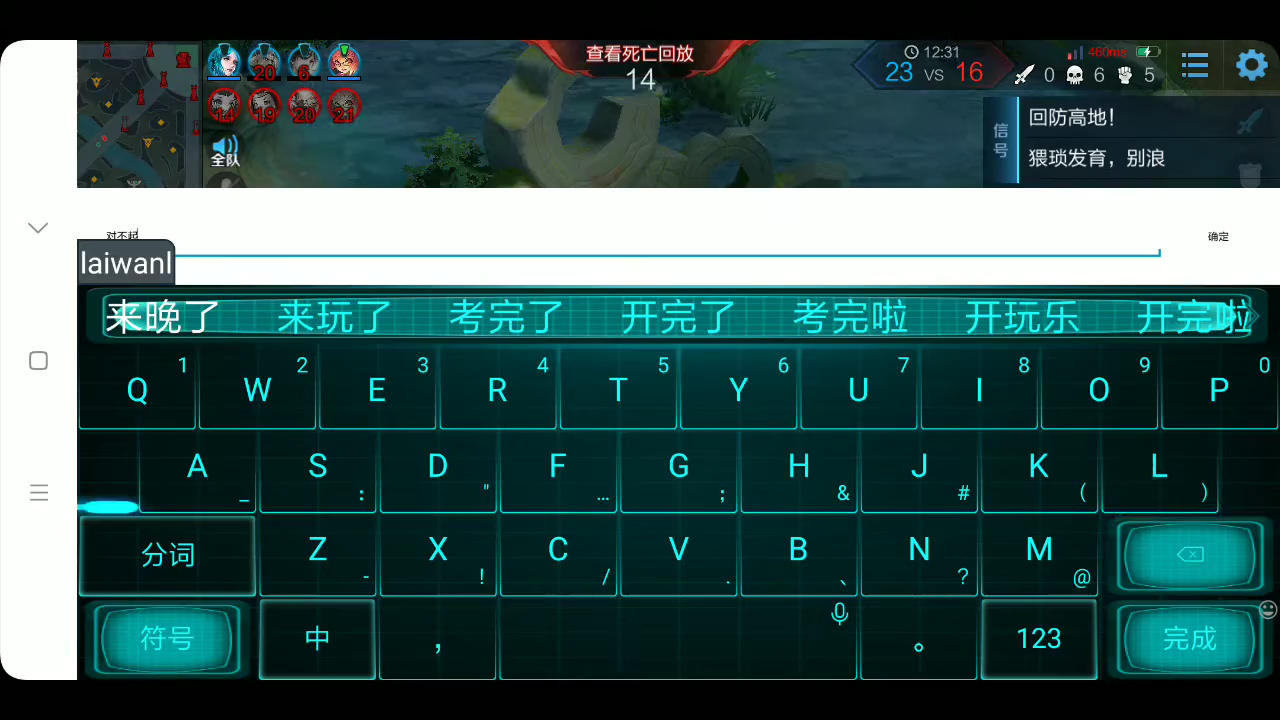 查看死亡回放
14
12:31
460ms
23 VS 16
0 6 5
20 6
14 19 20 21
全队
信号
回防高地！
猥琐发育，别浪
对不起
确定
laiwanl
来晚了 来玩了 考完了 开完了 考完啦 开玩乐 开完啦
Q 1 W 2 E 3 R 4 T 5 Y 6 U 7 I 8 O 9 P 0
A _ S : D " F ... G ; H & J # K ( L )
分词 Z - X ! C / V . B 、 N ? M @
符号 中 ， 。 123 完成